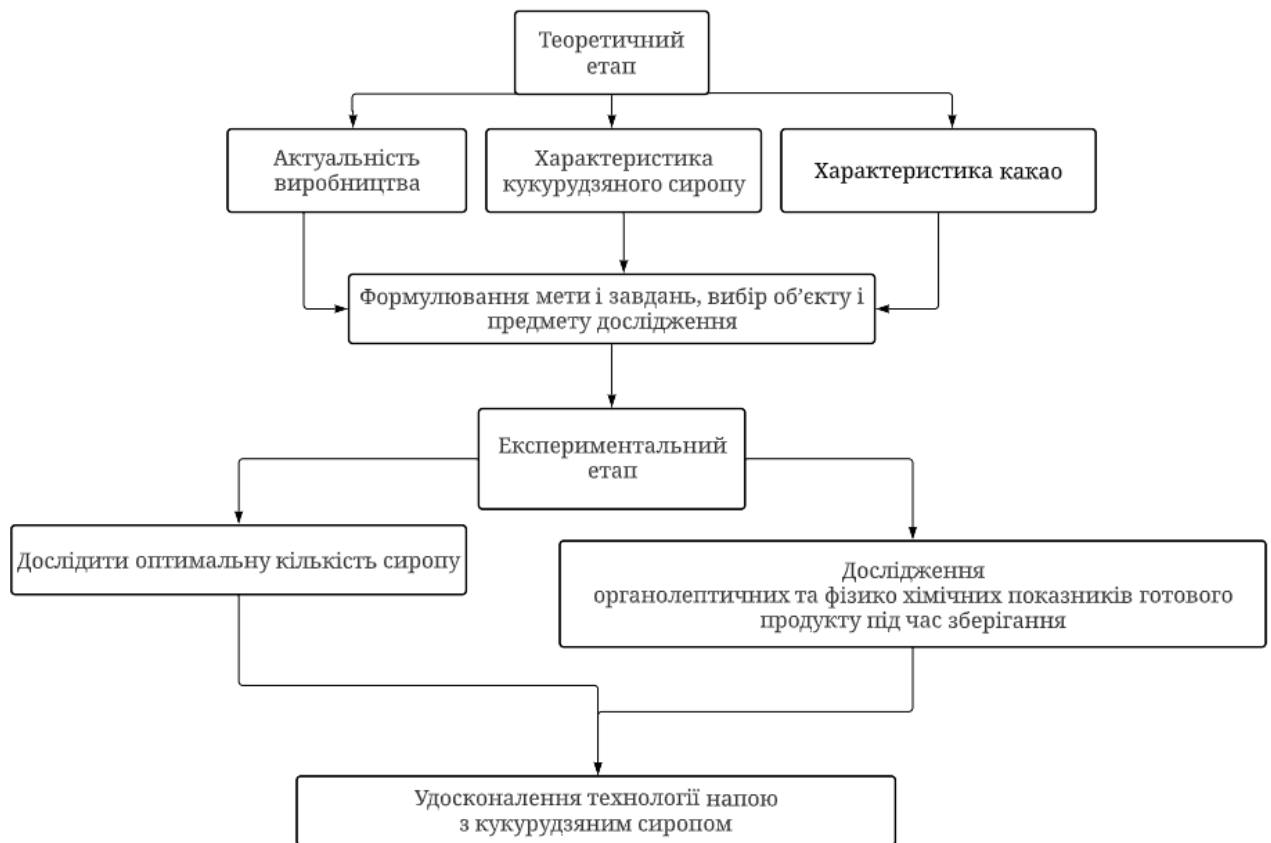 Теоретичний
етап
Актуальність
виробництва
Характеристика
кукурудзяного сиропу
Характеристика какао
Формулювання мети і завдань, вибір об’єкту і
предмету дослідження
Експериментальний
етап
Дослідити оптимальну кількість сиропу
Дослідження
органолептичних та фізико хімічних показників готового
продукту під час зберігання
Удосконалення технології напою
з кукурудзяним сиропом